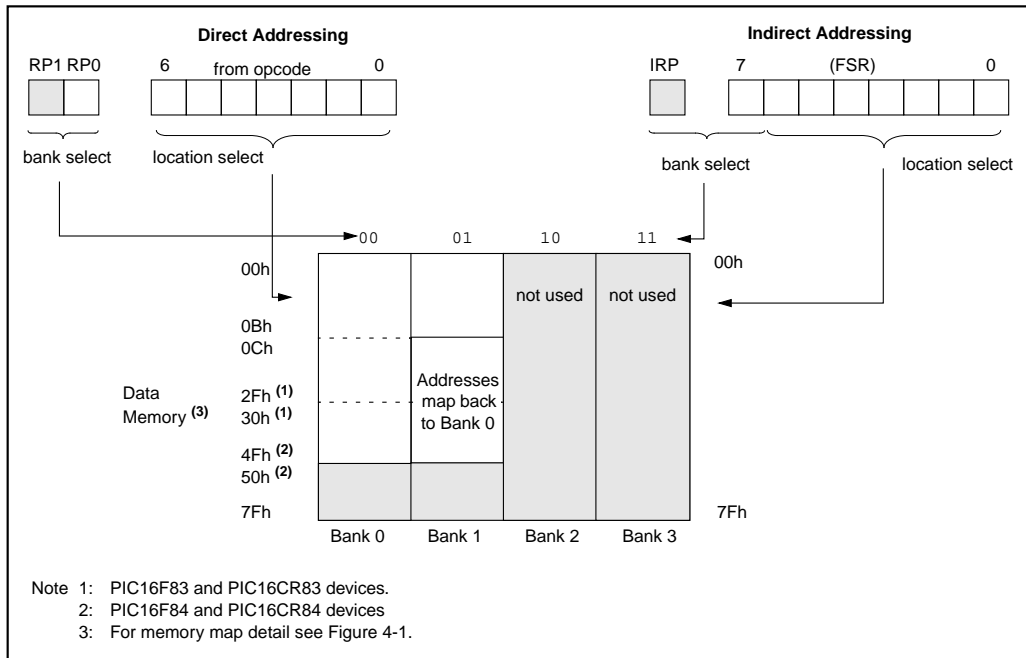 Direct Addressing
Indirect Addressing
RP1 RP0 6 from opcode 0
IRP 7 (FSR) 0
bank select location select
bank select location select
00 01 10 11
00h 00h
not used not used
0Bh
0Ch
Addresses
map back
to Bank 0
Data
Memory (3)
2Fh (1)
30h (1)
4Fh (2)
50h (2)
7Fh 7Fh
Bank 0 Bank 1 Bank 2 Bank 3
Note 1: PIC16F83 and PIC16CR83 devices.
2: PIC16F84 and PIC16CR84 devices
3: For memory map detail see Figure 4-1.